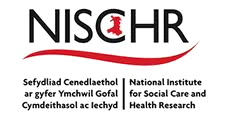 NISCHR
Sefydliad Cenedlaethol
ar gyfer Ymchwil Gofal
Cymdeithasol ac Iechyd
National Institute
for Social Care and
Health Research